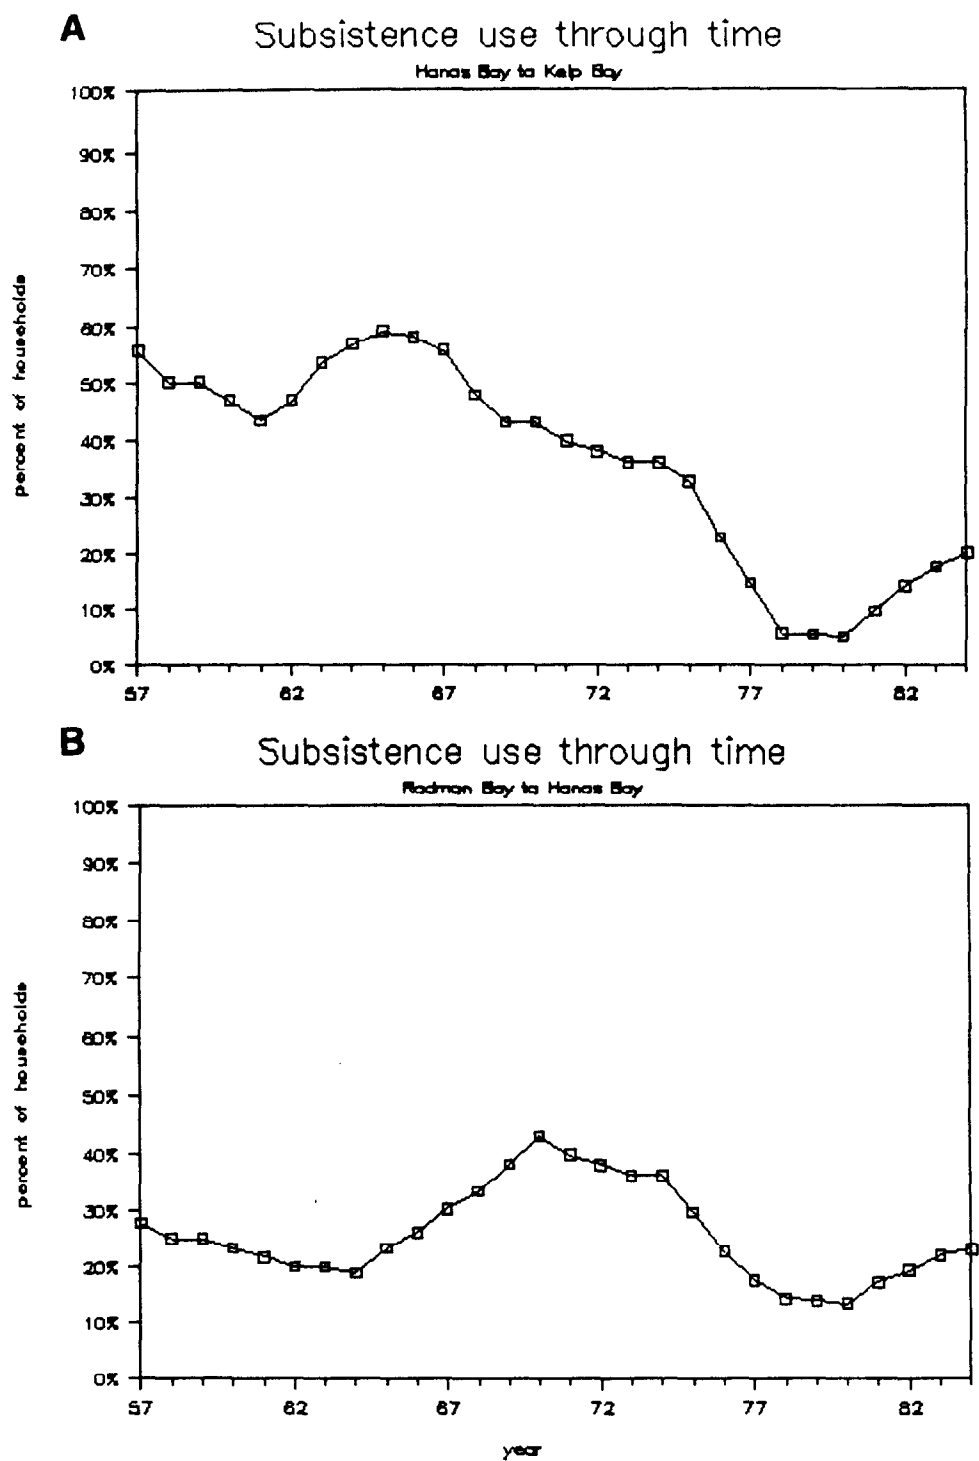 A
Subsistence use through time
Hanas Bay to Kelp Bay
100%
90%
80%
70%
60%
50%
40%
30%
20%
10%
0%
percent of households
57 62 67 72 77 82
B
Subsistence use through time
Rodman Bay to Hanas Bay
100%
90%
80%
70%
60%
50%
40%
30%
20%
10%
0%
percent of households
57 62 67 72 77 82
year